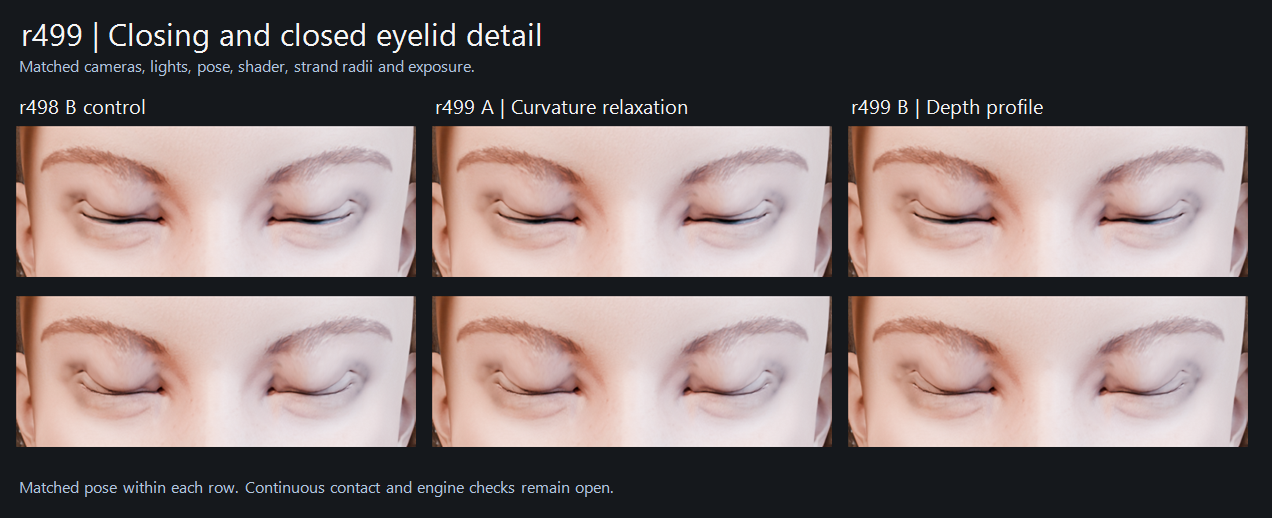 r499 | Closing and closed eyelid detail
Matched cameras, lights, pose, shader, strand radii and exposure.
r498 B control
r499 A | Curvature relaxation
r499 B | Depth profile
Matched pose within each row. Continuous contact and engine checks remain open.